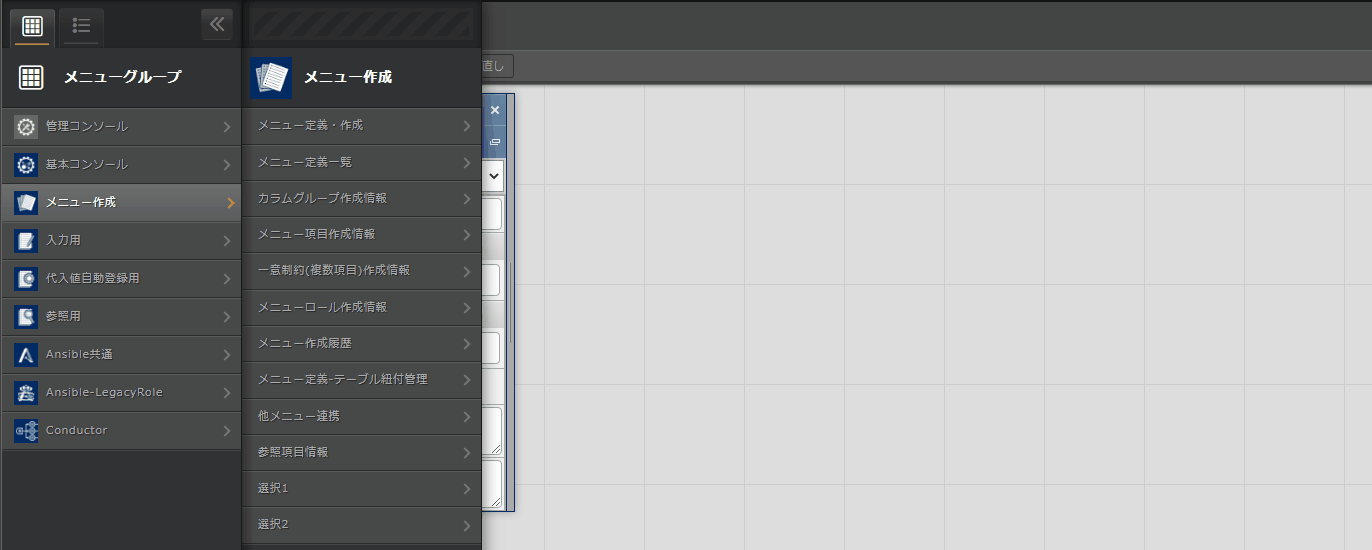 メニューグループ
管理コンソール
基本コンソール
メニュー作成
入力用
代入値自動登録用
参照用
Ansible共通
Ansible-LegacyRole
Conductor
メニュー作成
メニュー定義・作成
メニュー定義一覧
カラムグループ作成情報
メニュー項目作成情報
一意制約(複数項目)作成情報
メニューロール作成情報
メニュー作成履歴
メニュー定義-テーブル紐付管理
他メニュー連携
参照項目情報
選択1
選択2
直し